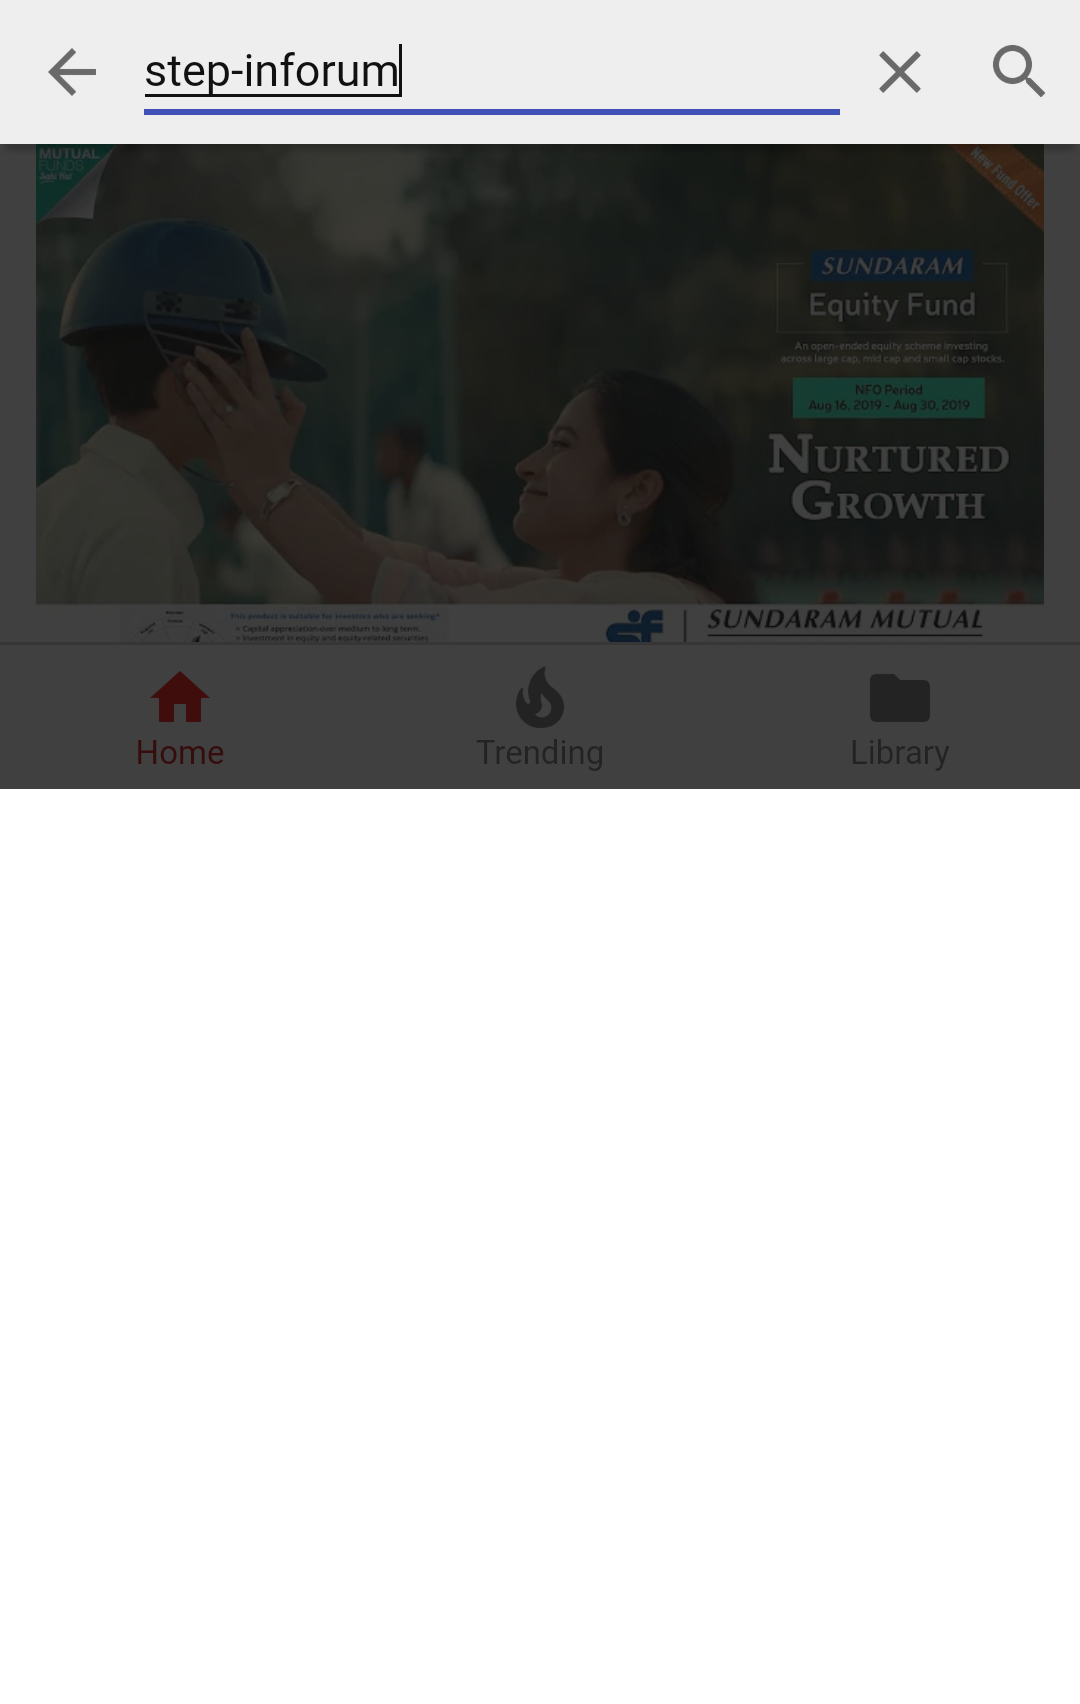 step-inforum
MUTUAL
FUNDS
Sahi Hai
New Fund Offer
SUNDARAM
Equity Fund
An open-ended equity scheme investing
across large cap, mid cap and small cap stocks.
NFO Period
Aug 16, 2019 - Aug 30, 2019
NURTURED
GROWTH
This product is suitable for investors who are seeking*
• Capital appreciation over medium to long term.
• Investment in equity and equity-related securities
SUNDARAM MUTUAL
Home
Trending
Library